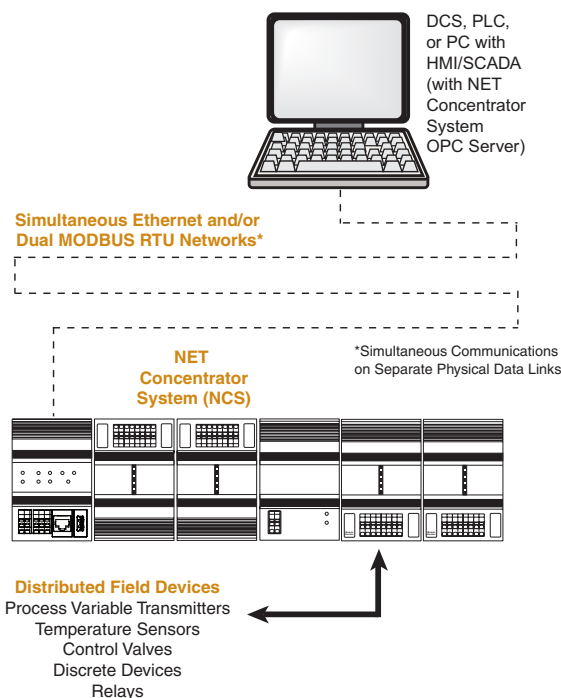 DCS, PLC,
or PC with
HMI/SCADA
(with NET
Concentrator
System
OPC Server)
Simultaneous Ethernet and/or
Dual MODBUS RTU Networks*
*Simultaneous Communications
on Separate Physical Data Links
NET
Concentrator
System (NCS)
Distributed Field Devices
Process Variable Transmitters
Temperature Sensors
Control Valves
Discrete Devices
Relays